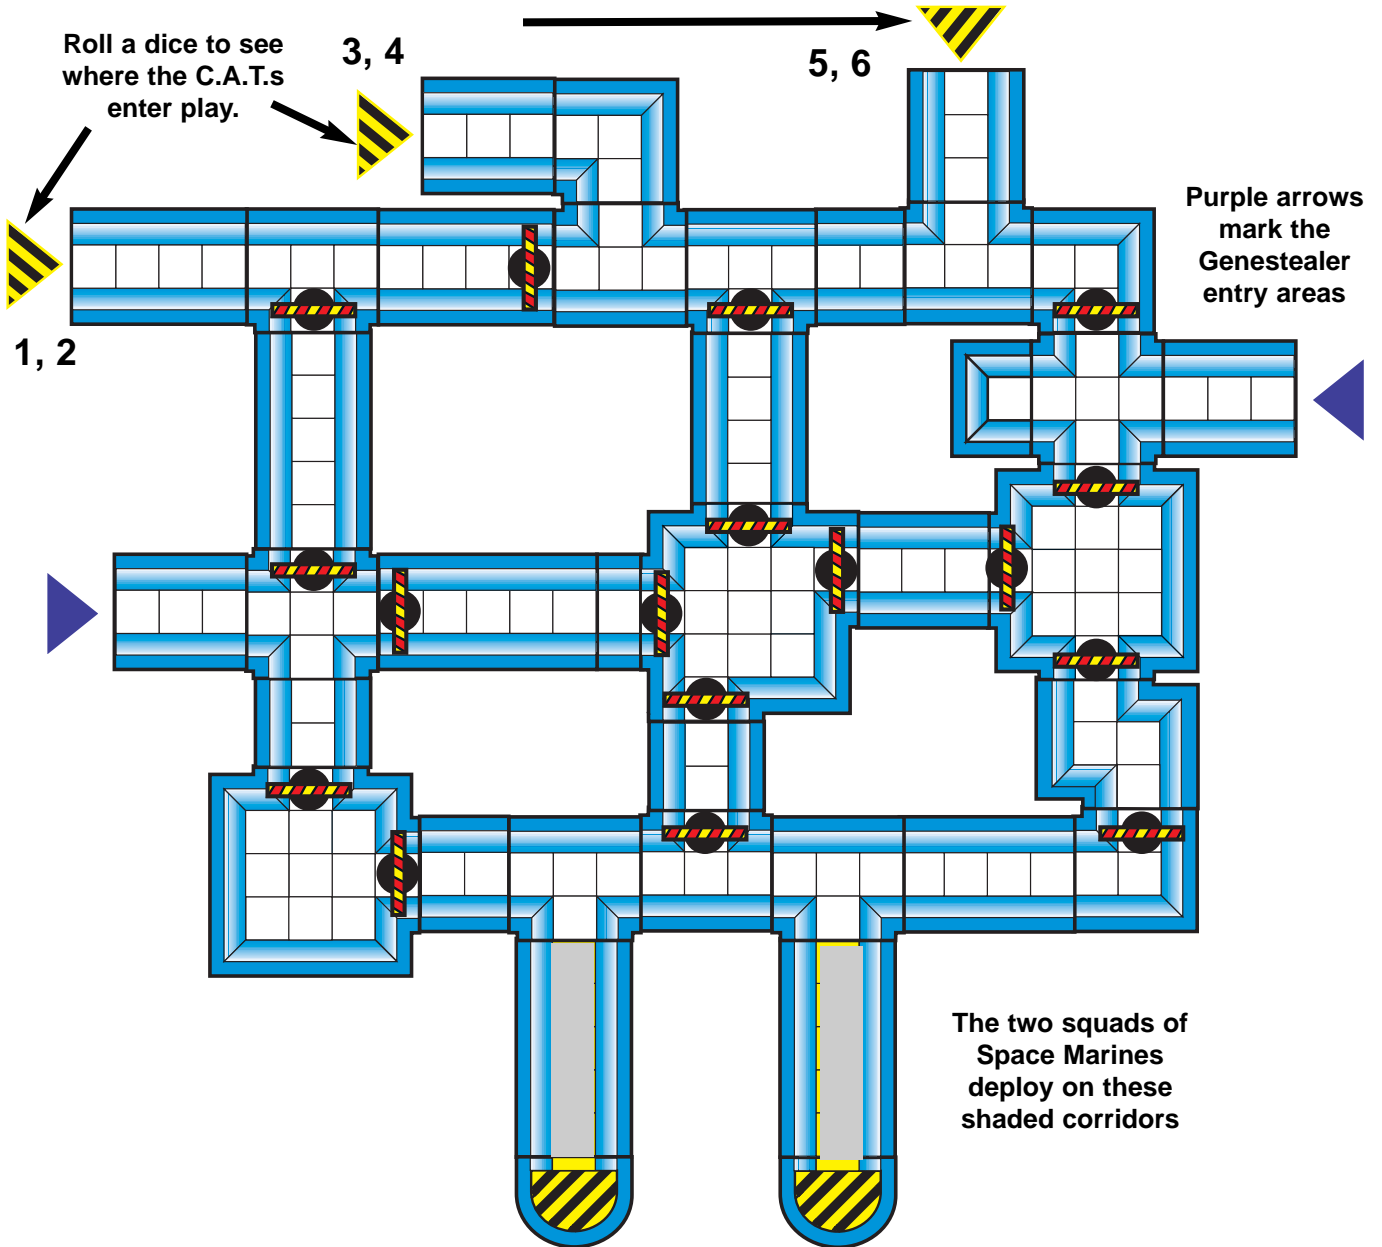 Roll a dice to see
where the C.A.T.s
enter play.
3, 4
5, 6
1, 2
Purple arrows
mark the
Genestealer
entry areas
The two squads of
Space Marines
deploy on these
shaded corridors